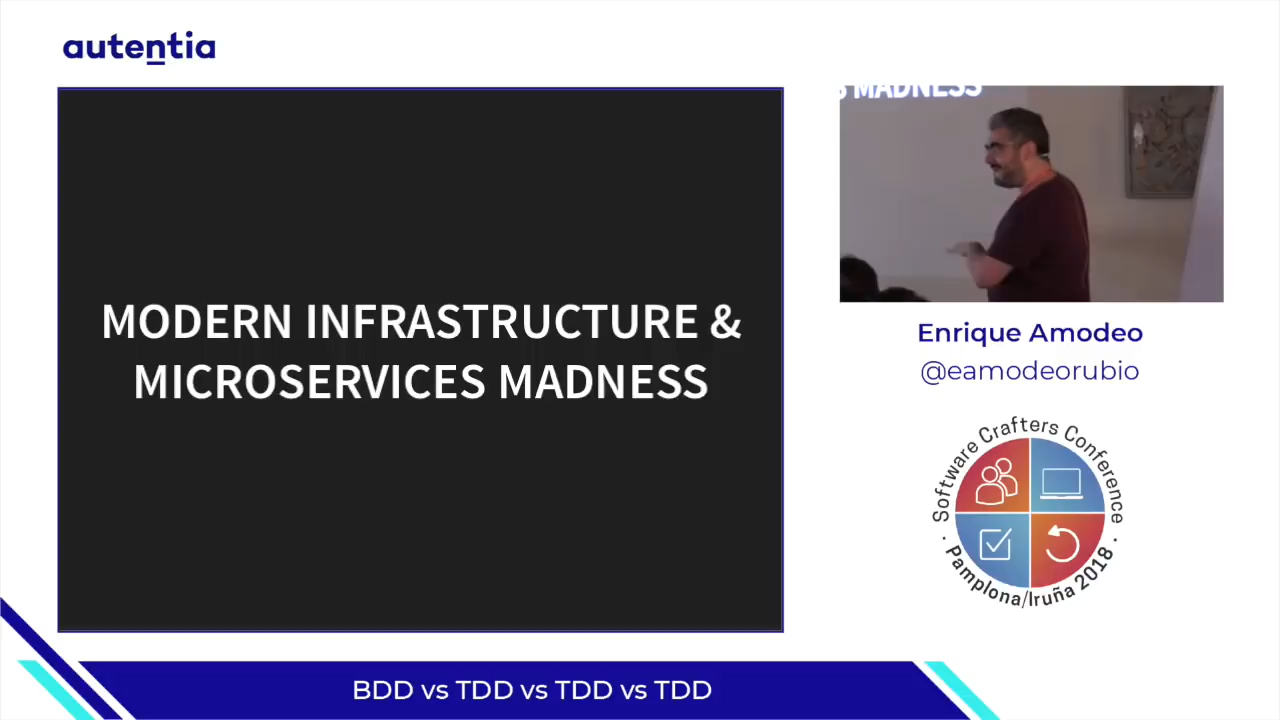 autentia
MODERN INFRASTRUCTURE &
MICROSERVICES MADNESS
MADNESS
Enrique Amodeo
@eamodeorubio
Software Crafters Conference
· Pamplona/Iruña 2018 ·
BDD vs TDD vs TDD vs TDD